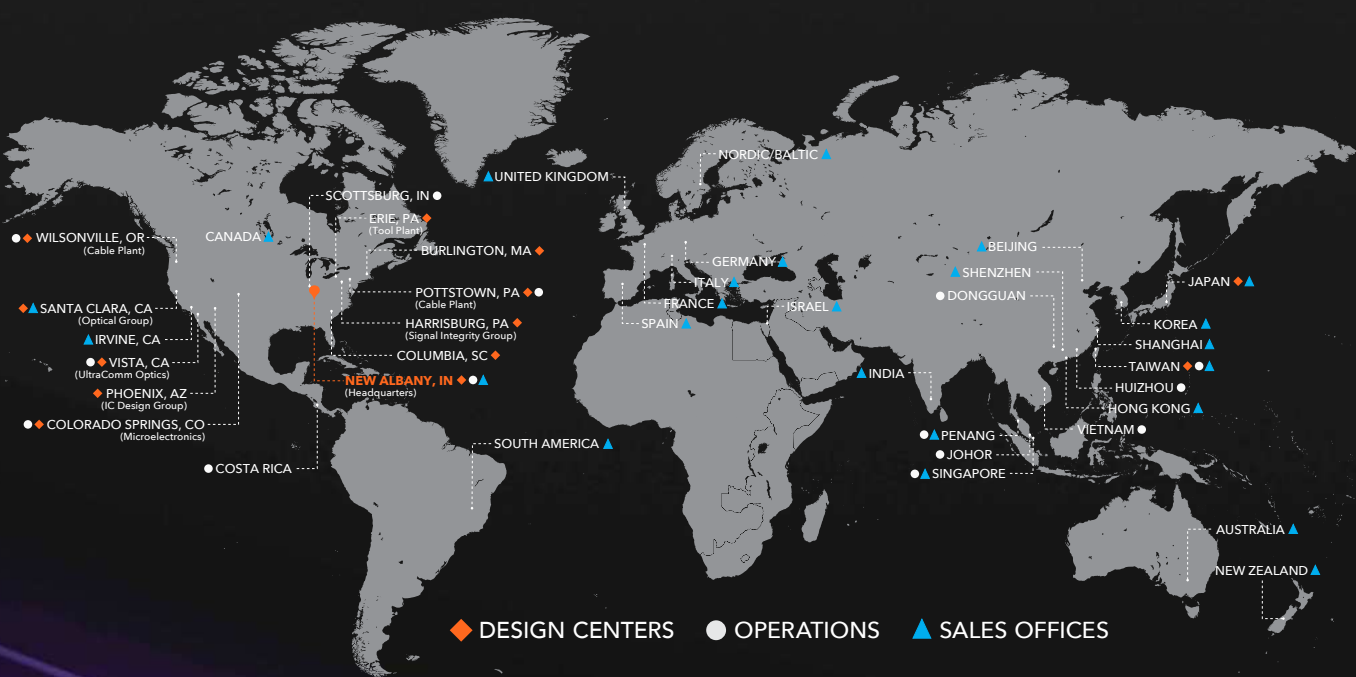 NORDIC/BALTIC
UNITED KINGDOM
SCOTTSBURG, IN
ERIE, PA
(Tool Plant)
WILSONVILLE, OR
(Cable Plant)
CANADA
BURLINGTON, MA
BEIJING
GERMANY
SHENZHEN
ITALY
JAPAN
POTTSTOWN, PA
(Cable Plant)
DONGGUAN
FRANCE
ISRAEL
SANTA CLARA, CA
(Optical Group)
HARRISBURG, PA
(Signal Integrity Group)
SPAIN
KOREA
IRVINE, CA
SHANGHAI
COLUMBIA, SC
VISTA, CA
(UltraComm Optics)
TAIWAN
INDIA
NEW ALBANY, IN
(Headquarters)
HUIZHOU
PHOENIX, AZ
(IC Design Group)
HONG KONG
COLORADO SPRINGS, CO
(Microelectronics)
VIETNAM
PENANG
SOUTH AMERICA
JOHOR
COSTA RICA
SINGAPORE
AUSTRALIA
NEW ZEALAND
DESIGN CENTERS
OPERATIONS
SALES OFFICES